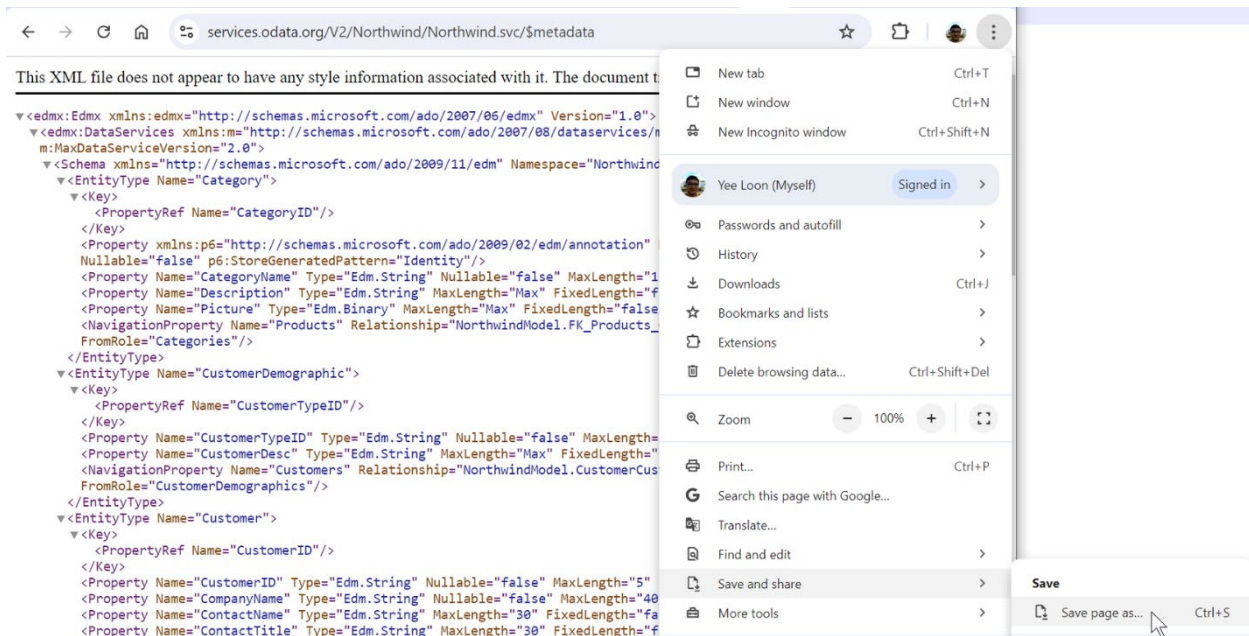 services.odata.org/V2/Northwind/Northwind.svc/$metadata
This XML file does not appear to have any style information associated with it. The document
<edmx:Edmx xmlns:edmx="http://schemas.microsoft.com/ado/2007/06/edmx" Version="1.0">
<edmx:DataServices xmlns:m="http://schemas.microsoft.com/ado/2007/08/dataservices/
m:MaxDataServiceVersion="2.0">
<Schema xmlns="http://schemas.microsoft.com/ado/2009/11/edm" Namespace="Northwind
<EntityType Name="Category">
<Key>
<PropertyRef Name="CategoryID"/>
</Key>
<Property xmlns:p6="http://schemas.microsoft.com/ado/2009/02/edm/annotation"
Nullable="false" p6:StoreGeneratedPattern="Identity"/>
<Property Name="CategoryName" Type="Edm.String" Nullable="false" MaxLength="1
<Property Name="Description" Type="Edm.String" MaxLength="Max" FixedLength="f
<Property Name="Picture" Type="Edm.Binary" MaxLength="Max" FixedLength="false
<NavigationProperty Name="Products" Relationship="NorthwindModel.FK_Products_
FromRole="Categories"/>
</EntityType>
<EntityType Name="CustomerDemographic">
<Key>
<PropertyRef Name="CustomerTypeID"/>
</Key>
<Property Name="CustomerTypeID" Type="Edm.String" Nullable="false" MaxLength=
<Property Name="CustomerDesc" Type="Edm.String" MaxLength="Max" FixedLength="
<NavigationProperty Name="Customers" Relationship="NorthwindModel.CustomerCus
FromRole="CustomerDemographics"/>
</EntityType>
<EntityType Name="Customer">
<Key>
<PropertyRef Name="CustomerID"/>
</Key>
<Property Name="CustomerID" Type="Edm.String" Nullable="false" MaxLength="5"
<Property Name="CompanyName" Type="Edm.String" Nullable="false" MaxLength="40
<Property Name="ContactName" Type="Edm.String" MaxLength="30" FixedLength="fa
<Property Name="ContactTitle" Type="Edm.String" MaxLength="30" FixedLength="f
New tab Ctrl+T
New window Ctrl+N
New Incognito window Ctrl+Shift+N
Yee Loon (Myself) Signed in
Passwords and autofill
History
Downloads Ctrl+J
Bookmarks and lists
Extensions
Delete browsing data... Ctrl+Shift+Del
Zoom − 100% +
Print... Ctrl+P
Search this page with Google...
Translate...
Find and edit
Save and share
More tools
Save
Save page as... Ctrl+S